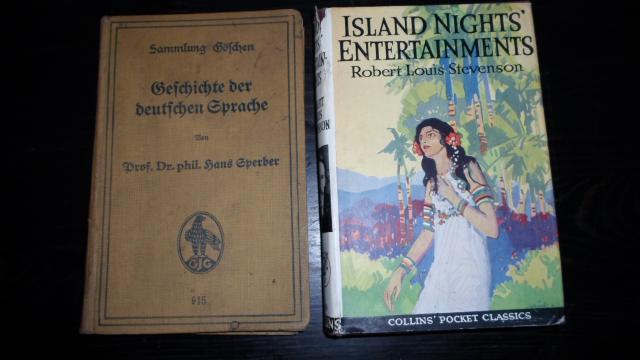 Sammlung Göschen
Geschichte der
deutschen Sprache
Von
Prof. Dr. phil. Hans Sperber
GJG
915
ISLAND NIGHTS'
ENTERTAINMENTS
Robert Louis Stevenson
COLLINS' POCKET CLASSICS